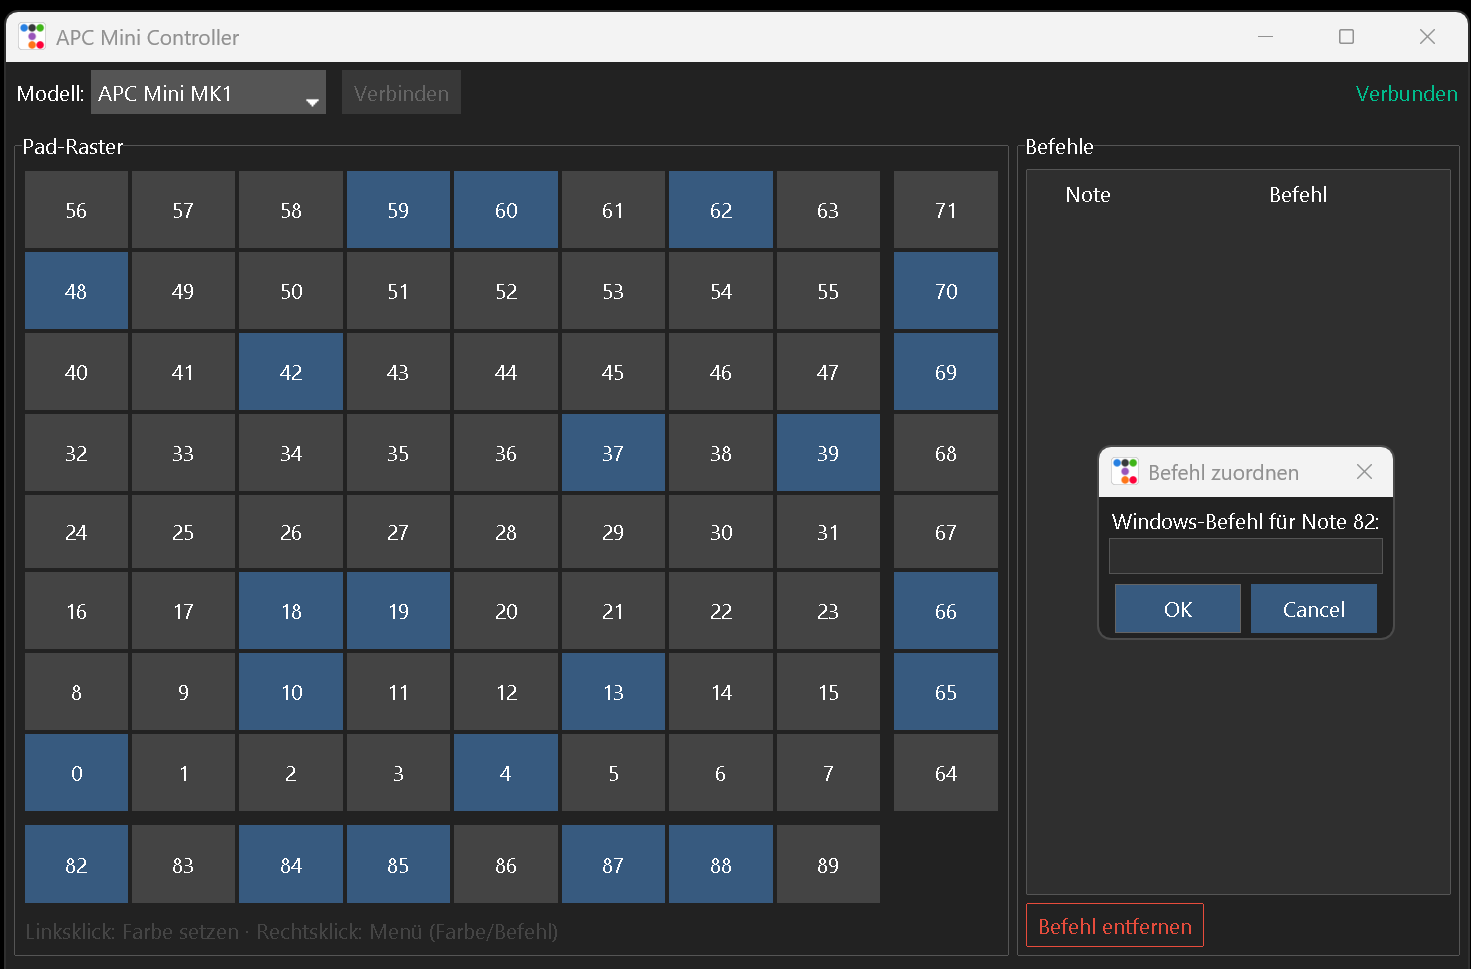 APC Mini Controller
Modell: APC Mini MK1 Verbinden Verbunden
Pad-Raster
56 57 58 59 60 61 62 63 71
48 49 50 51 52 53 54 55 70
40 41 42 43 44 45 46 47 69
32 33 34 35 36 37 38 39 68
24 25 26 27 28 29 30 31 67
16 17 18 19 20 21 22 23 66
8 9 10 11 12 13 14 15 65
0 1 2 3 4 5 6 7 64
82 83 84 85 86 87 88 89
Linksklick: Farbe setzen · Rechtsklick: Menü (Farbe/Befehl)
Befehle
Note Befehl
Befehl zuordnen
Windows-Befehl für Note 82:
OK Cancel
Befehl entfernen